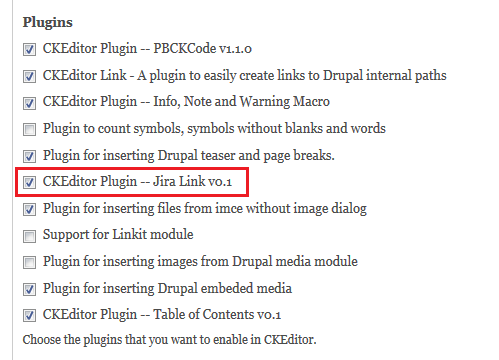 Plugins
CKEditor Plugin -- PBCKCode v1.1.0
CKEditor Link - A plugin to easily create links to Drupal internal paths
CKEditor Plugin -- Info, Note and Warning Macro
Plugin to count symbols, symbols without blanks and words
Plugin for inserting Drupal teaser and page breaks.
CKEditor Plugin -- Jira Link v0.1
Plugin for inserting files from imce without image dialog
Support for Linkit module
Plugin for inserting images from Drupal media module
Plugin for inserting Drupal embeded media
CKEditor Plugin -- Table of Contents v0.1
Choose the plugins that you want to enable in CKEditor.